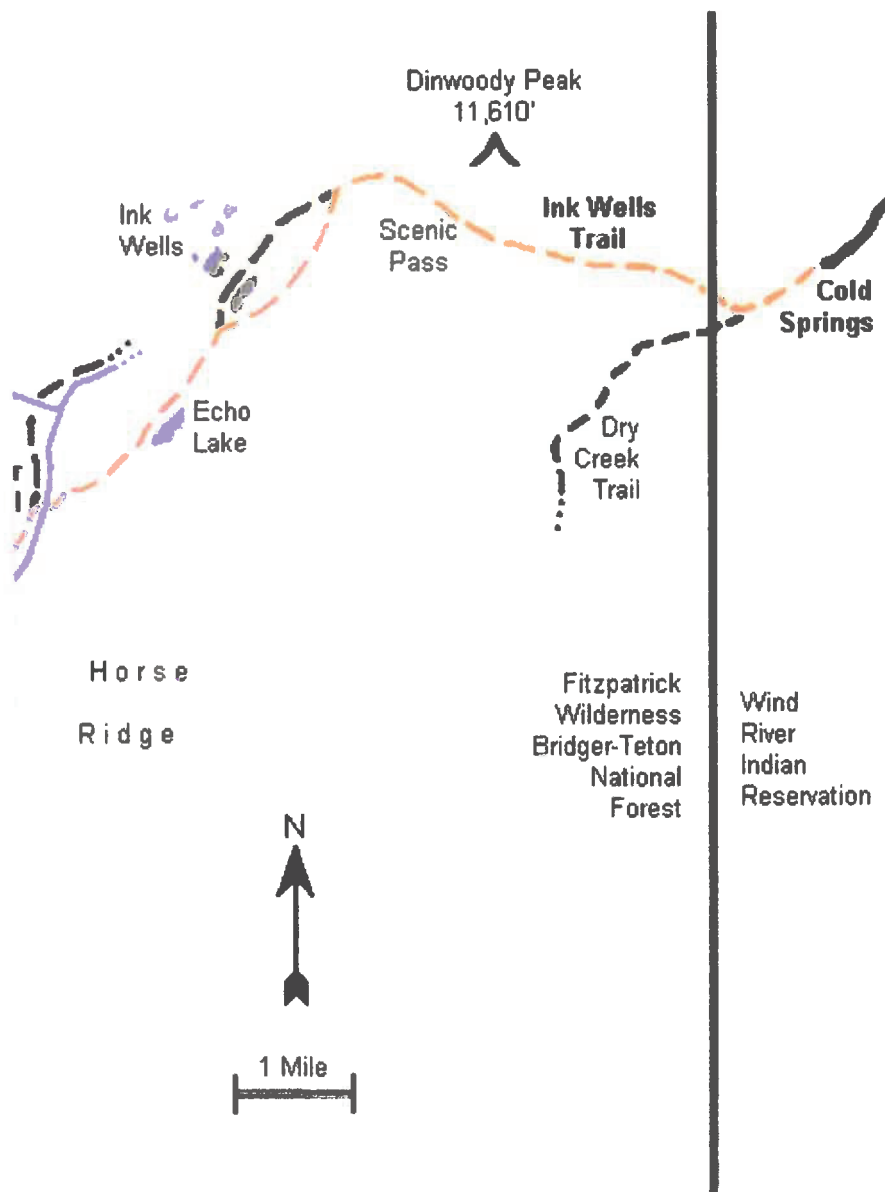 Dinwoody Peak
11,610'
Ink
Wells
Scenic
Pass
Ink Wells
Trail
Cold
Springs
Echo
Lake
Dry
Creek
Trail
r
l
Horse
Ridge
Fitzpatrick
Wilderness
Bridger-Teton
National
Forest
Wind
River
Indian
Reservation
N
1 Mile